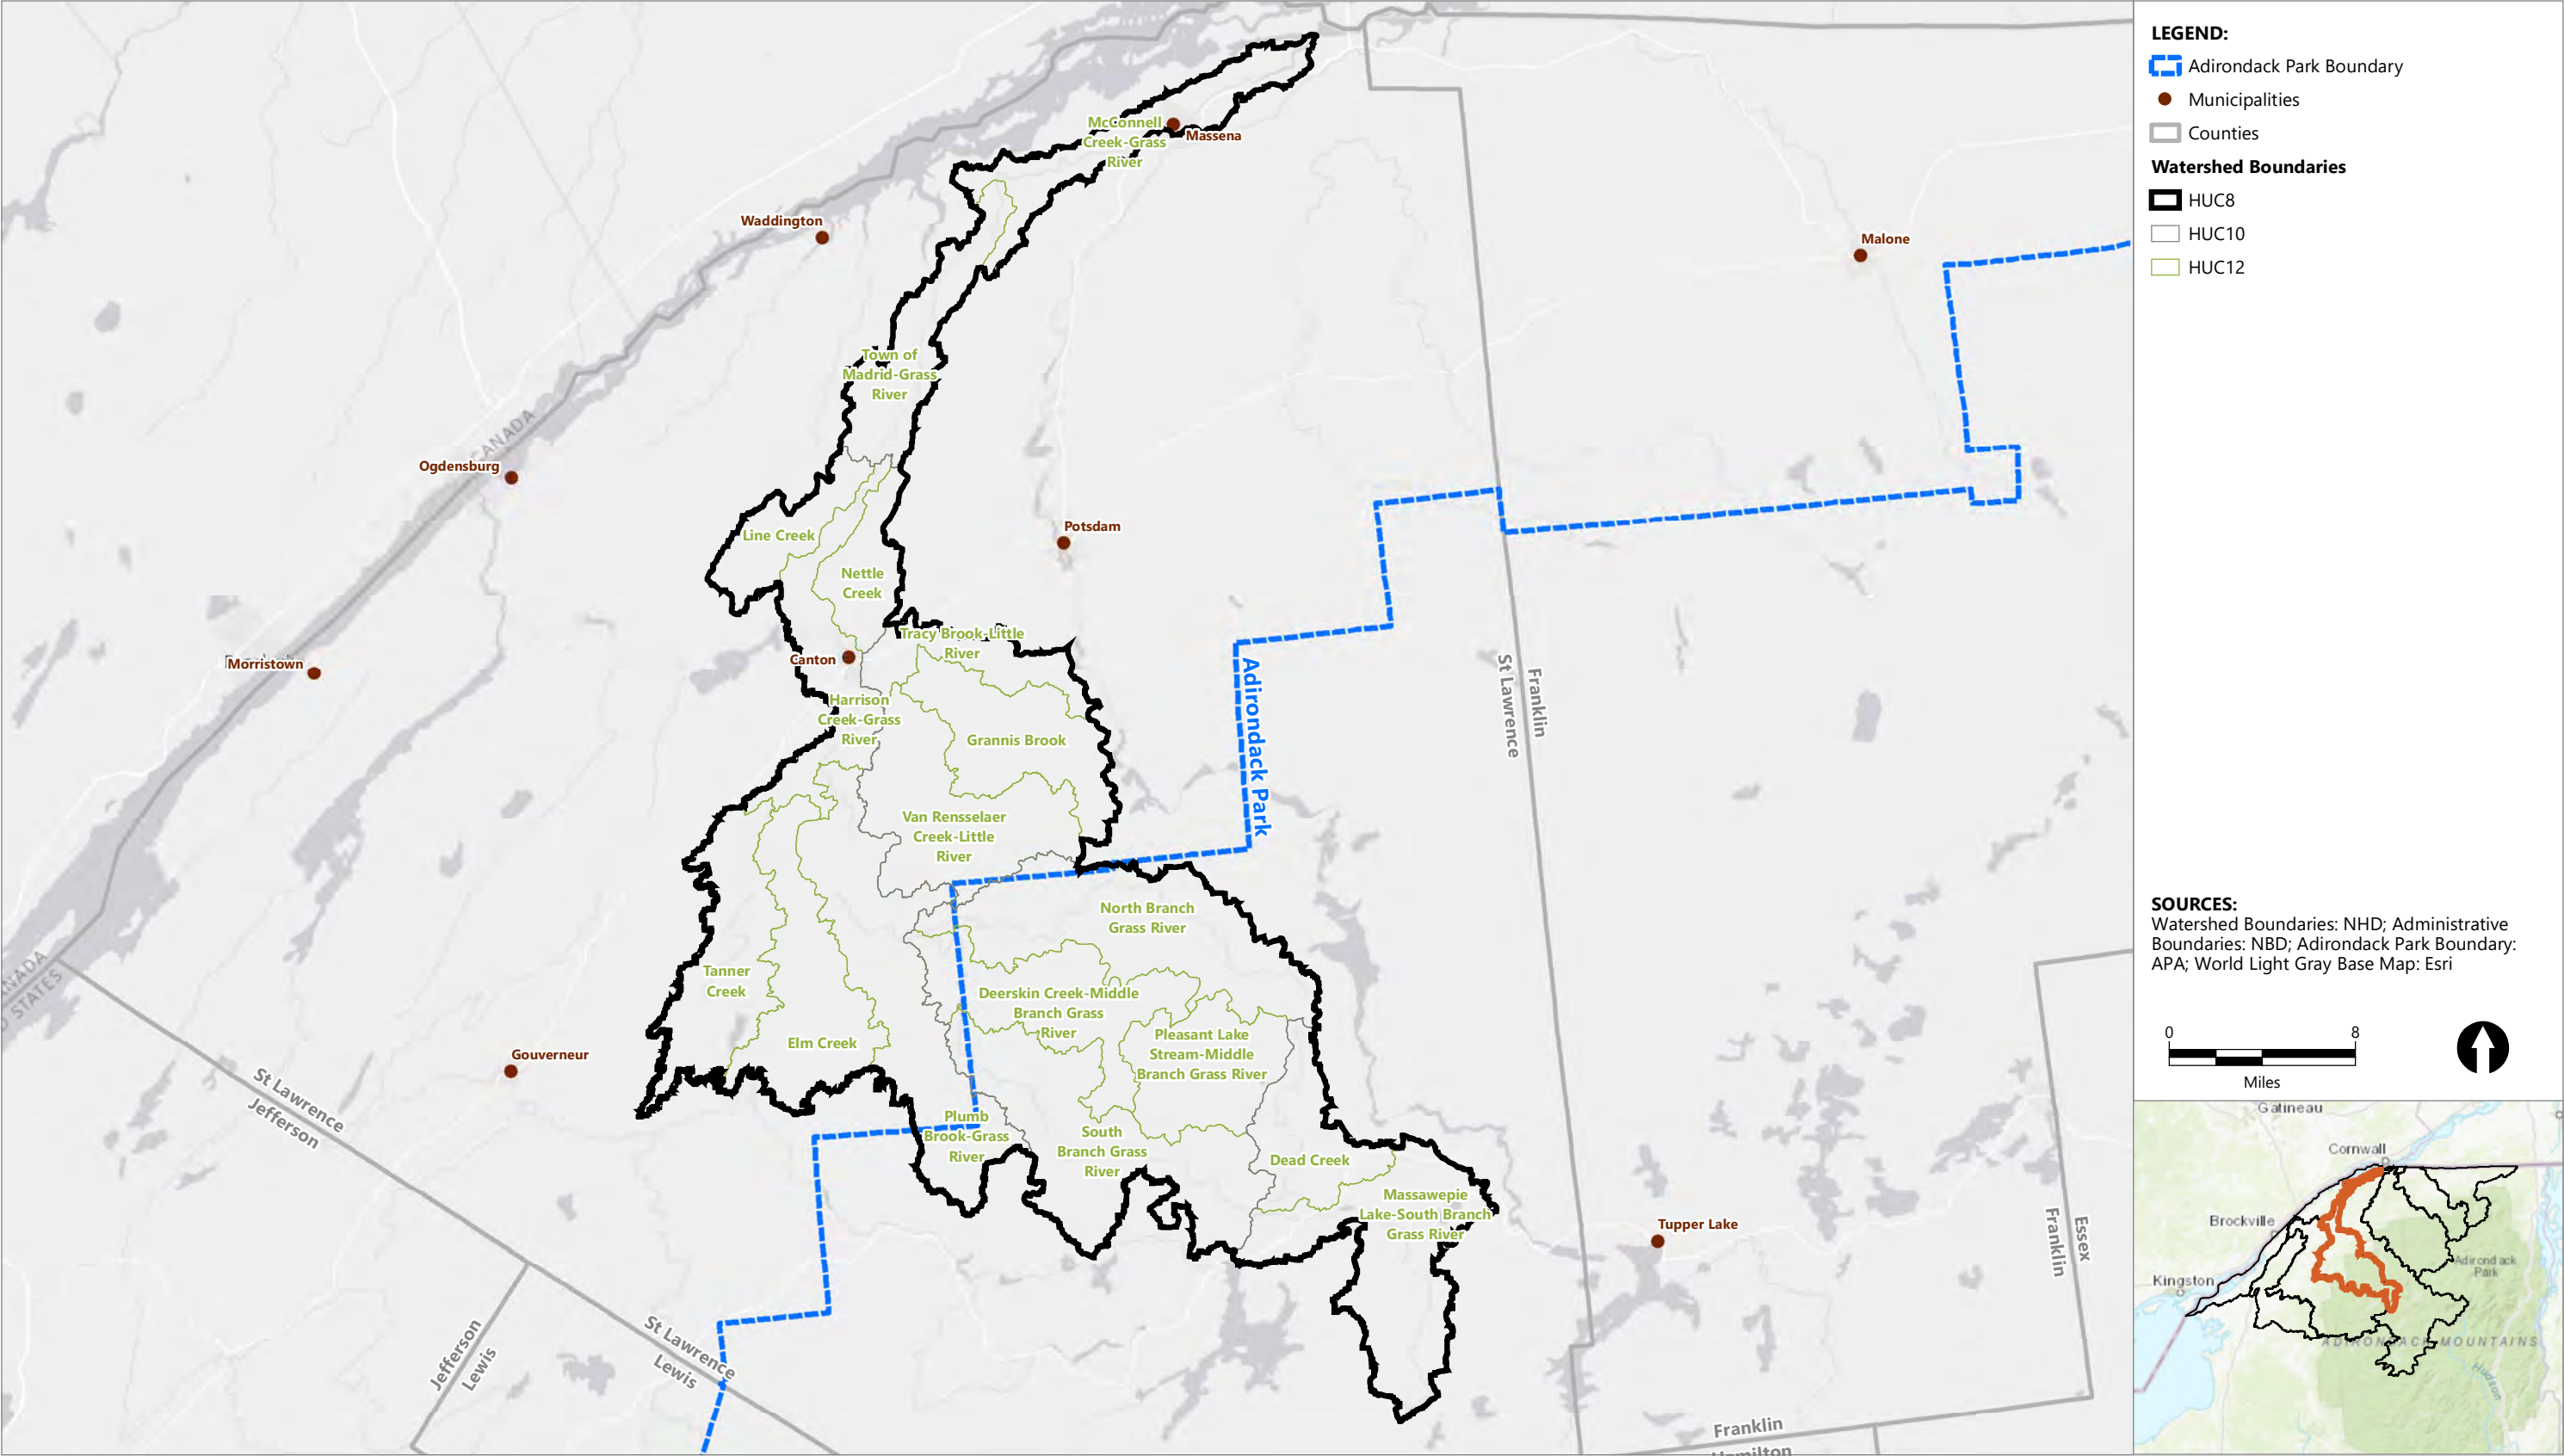 McConnell
Creek-Grass
River
Massena
Waddington
Malone
Town of
Madrid-Grass
River
CANADA
Ogdensburg
Potsdam
Line Creek
Nettle
Creek
Tracy Brook-Little
River
Canton
Morristown
Harrison
Creek-Grass
River
Grannis Brook
Adirondack Park
St Lawrence
Franklin
Van Rensselaer
Creek-Little
River
North Branch
Grass River
Tanner
Creek
Deerskin Creek-Middle
Branch Grass
River
Pleasant Lake
Stream-Middle
Branch Grass River
Elm Creek
Gouverneur
St Lawrence
Jefferson
Plumb
Brook-Grass
River
South
Branch Grass
River
Dead Creek
Massawepie
Lake-South Branch
Grass River
Tupper Lake
Essex
Franklin
Jefferson
Lewis
St Lawrence
Lewis
Franklin
Hamilton
LEGEND:
Adirondack Park Boundary
Municipalities
Counties
Watershed Boundaries
HUC8
HUC10
HUC12
SOURCES:
Watershed Boundaries: NHD; Administrative
Boundaries: NBD; Adirondack Park Boundary:
APA; World Light Gray Base Map: Esri
0 8
Miles
Gatineau
Cornwall
Brockville
Adirondack
Park
Kingston
ADIRONDACK MOUNTAINS
Hudson